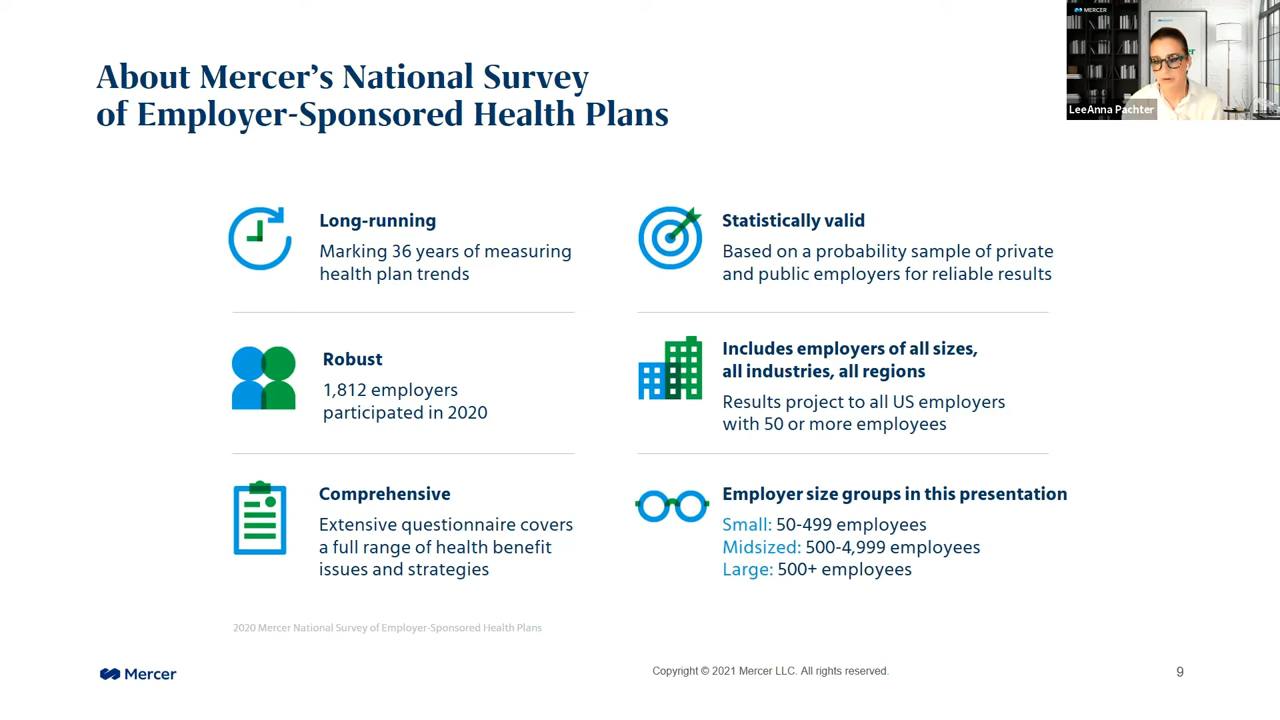 About Mercer's National Survey
of Employer-Sponsored Health Plans
MERCER
LeeAnna Pachter
Long-running
Marking 36 years of measuring
health plan trends
Statistically valid
Based on a probability sample of private
and public employers for reliable results
Robust
1,812 employers
participated in 2020
Includes employers of all sizes,
all industries, all regions
Results project to all US employers
with 50 or more employees
Comprehensive
Extensive questionnaire covers
a full range of health benefit
issues and strategies
Employer size groups in this presentation
Small: 50-499 employees
Midsized: 500-4,999 employees
Large: 500+ employees
2020 Mercer National Survey of Employer-Sponsored Health Plans
Mercer
Copyright © 2021 Mercer LLC. All rights reserved.
9